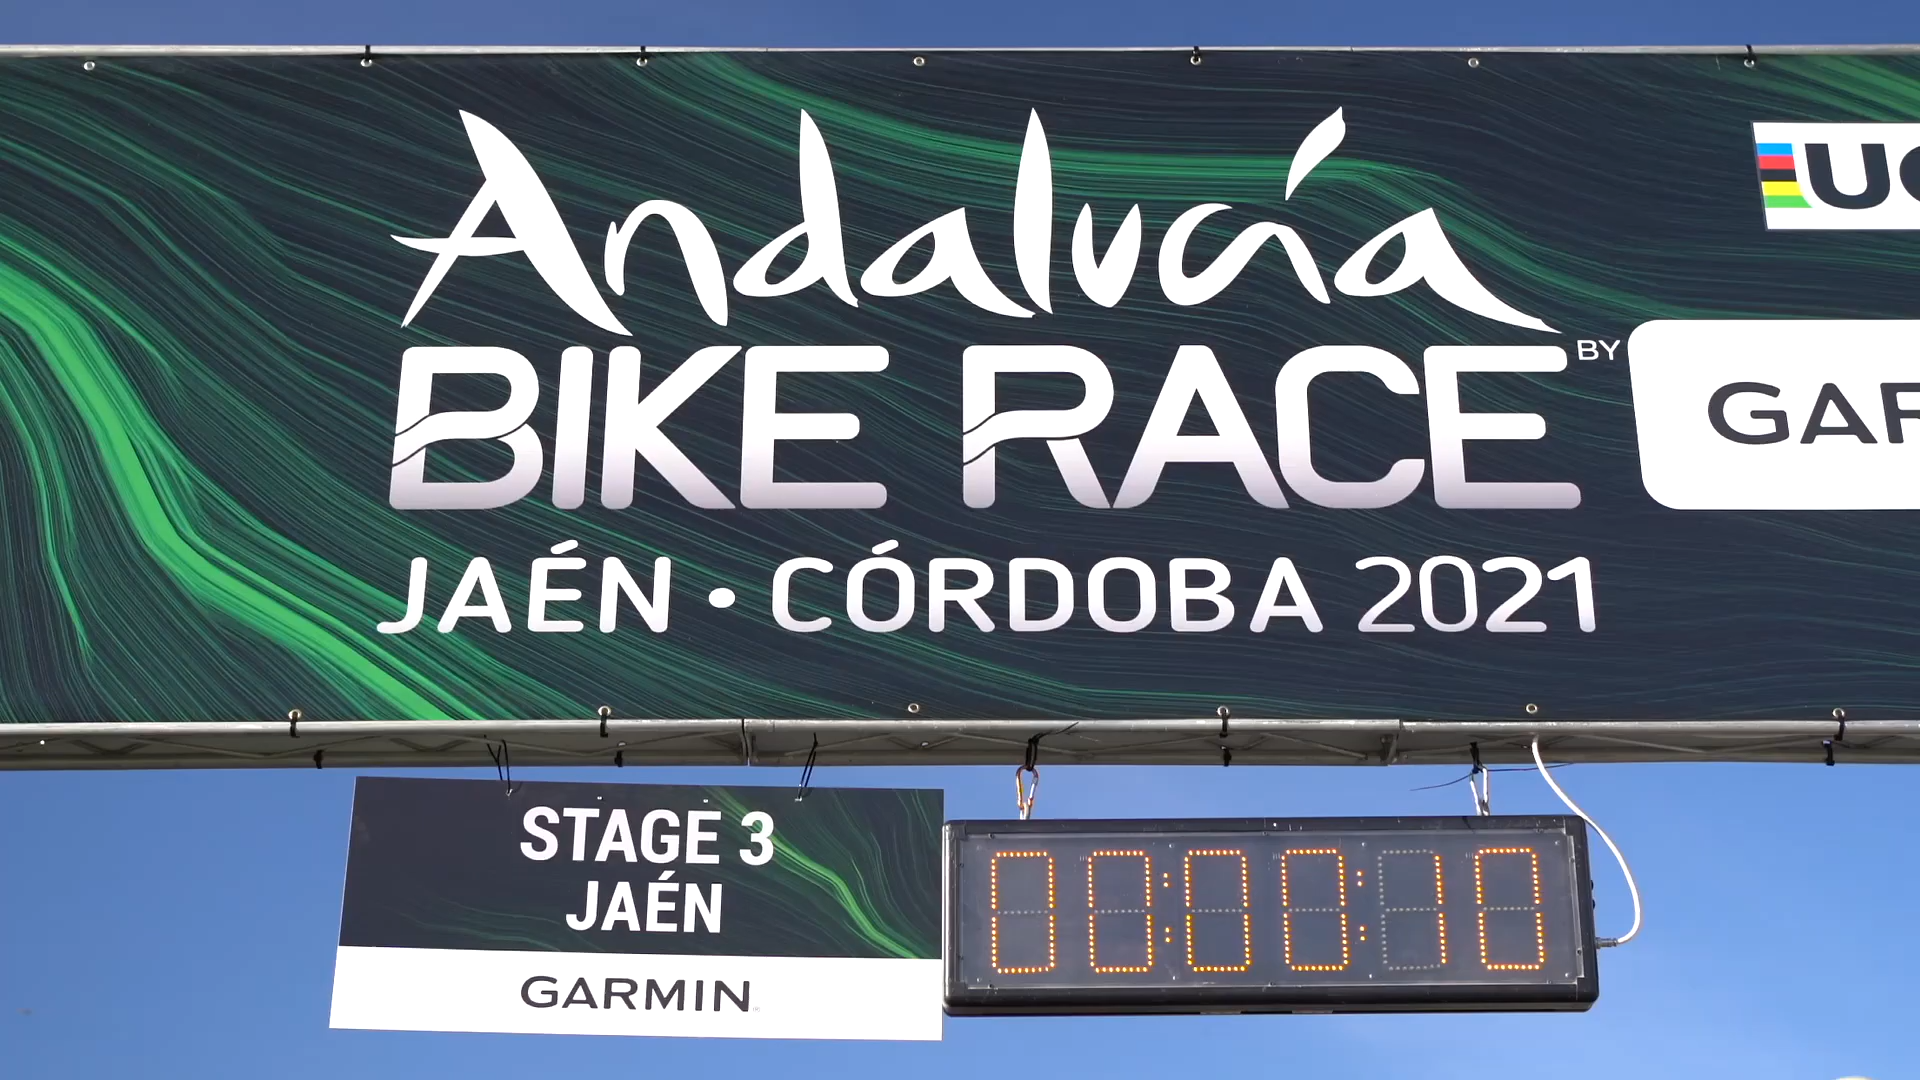 Andalucía
BIKE RACE BY
JAÉN • CÓRDOBA 2021
STAGE 3
JAÉN
GARMIN
00:00:10